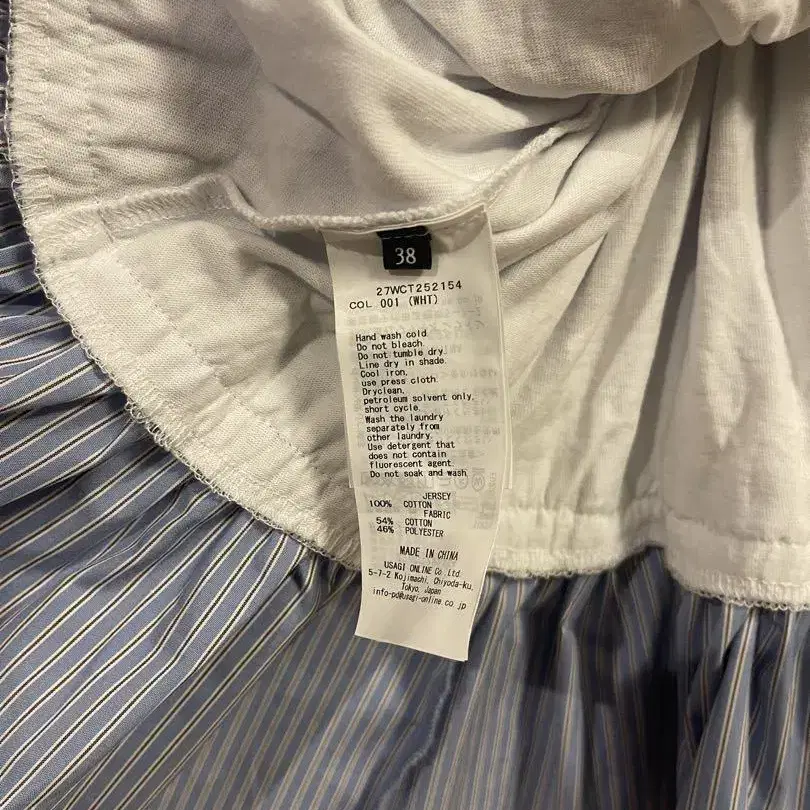 38
27WCT252154
COL 001 (WHT)
Hand wash cold.
Do not bleach.
Do not tumble dry.
Line dry in shade.
Cool iron,
use press cloth.
Dryclean,
petroleum solvent only,
short cycle.
Wash the laundry
separately from
other laundry.
Use detergent that
does not contain
fluorescent agent.
Do not soak and wash.
JERSEY
100% COTTON
FABRIC
54% COTTON
46% POLYESTER
MADE IN CHINA
USAGI ONLINE Co. Ltd.
5-7-2 Kojimachi, Chiyoda-ku,
Tokyo, Japan
info-pd@usagi-online.co.jp